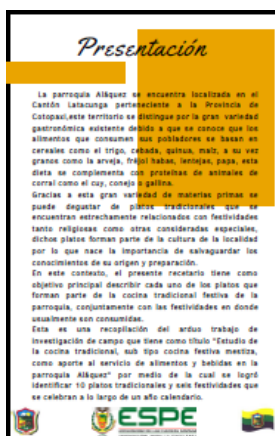 Presentación
La parroquia Aláquez se encuentra localizada en el
Cantón Latacunga perteneciente a la Provincia de
Cotopaxi,este territorio se distingue por la gran variedad
gastronómica existente debido a que se conoce que los
alimentos que consumen sus pobladores se basan en
cereales como el trigo, cebada, quinua, maíz, a su vez
granos como la arveja, fréjol habas, lentejas, papa, esta
dieta se complementa con proteínas de animales de
corral como el cuy, conejo o gallina.
Gracias a esta gran variedad de materias primas se
puede degustar de platos tradicionales que se
encuentran estrechamente relacionados con festividades
tanto religiosas como otras consideradas especiales,
dichos platos forman parte de la cultura de la localidad
por lo que nace la importancia de salvaguardar los
conocimientos de su origen y preparación.
En este contexto, el presente recetario tiene como
objetivo principal describir cada uno de los platos que
forman parte de la cocina tradicional festiva de la
parroquia, conjuntamente con las festividades en donde
usualmente son consumidas.
Esta es una recopilación del arduo trabajo de
investigación de campo que tiene como título "Estudio de
la cocina tradicional, sub tipo cocina festiva mestiza,
como aporte al servicio de alimentos y bebidas en la
parroquia Aláquez" por medio de la cual se logró
identificar 10 platos tradicionales y seis festividades que
se celebran a lo largo de un año calendario.
ESPE